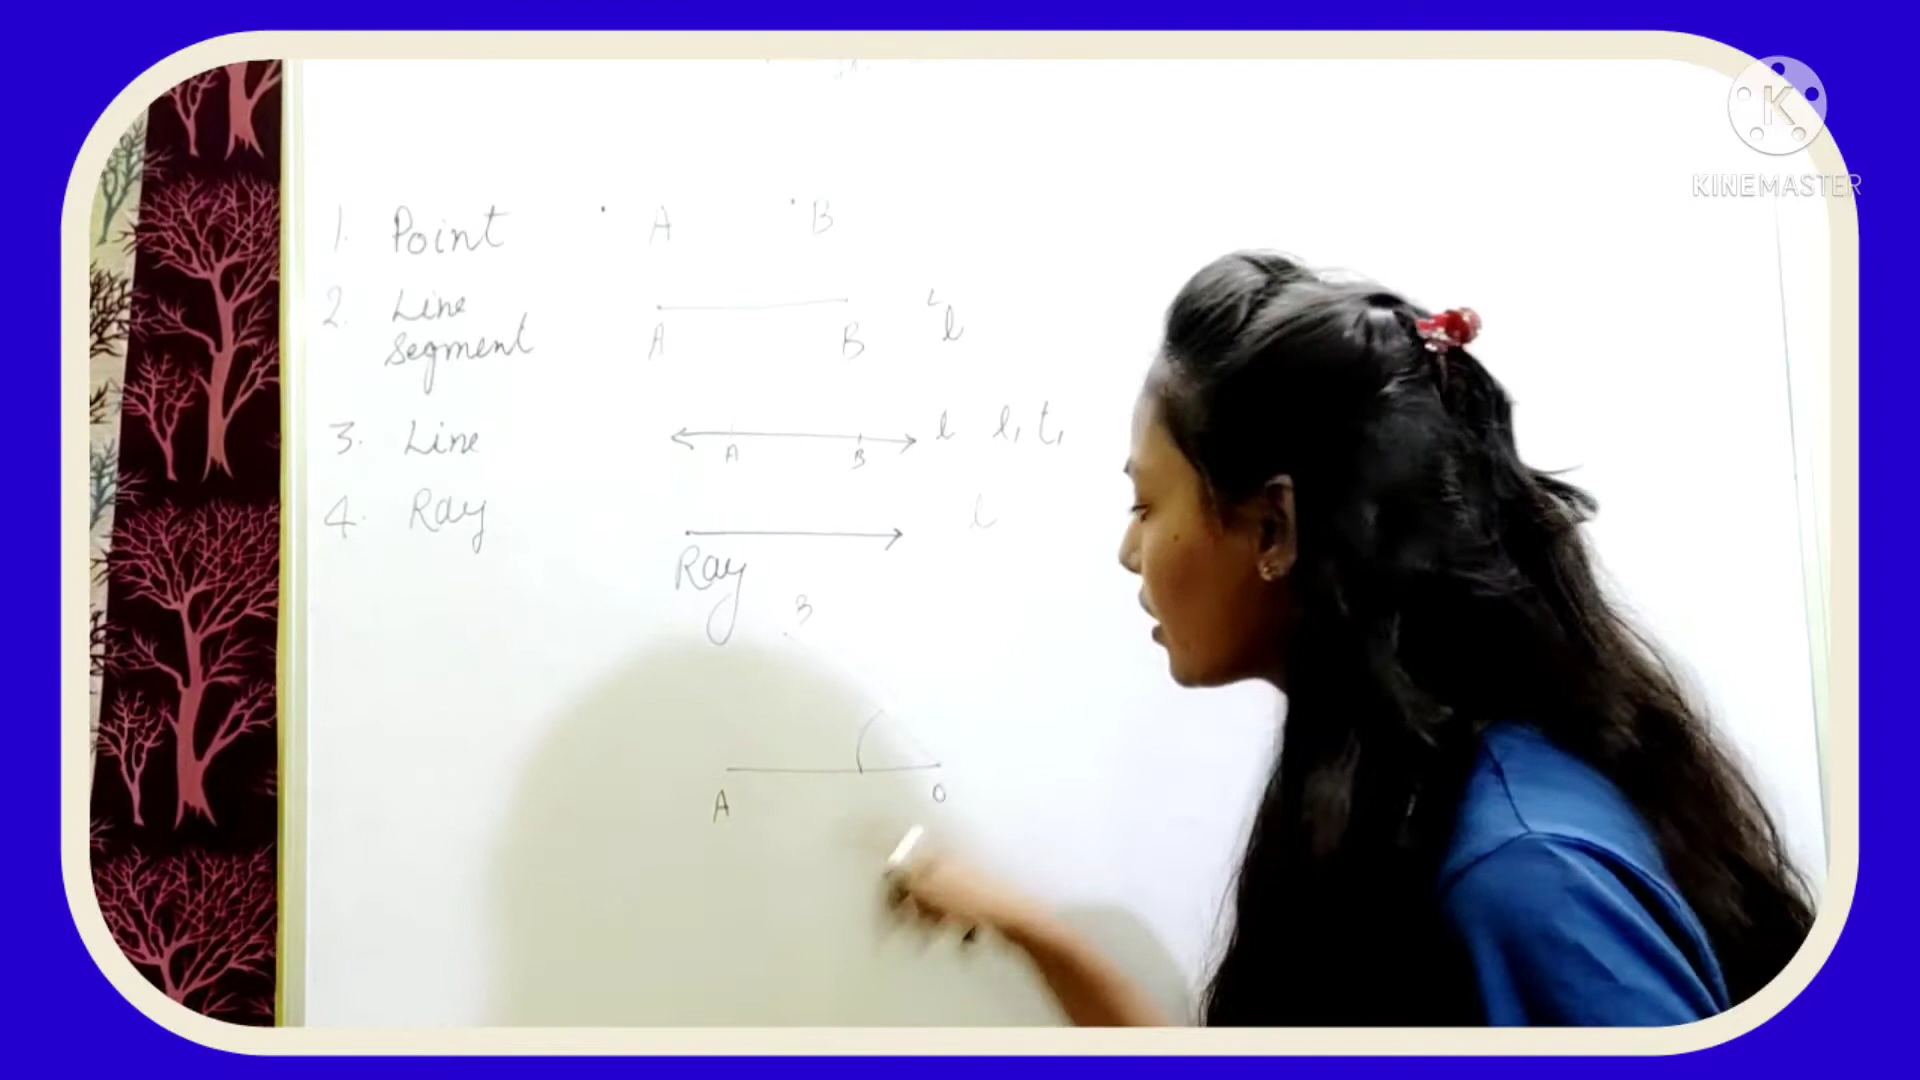 KINEMASTER
1. Point . A . B
2. Line Segment A B l
3. Line A B l l, t,
4. Ray l
Ray
B
A O